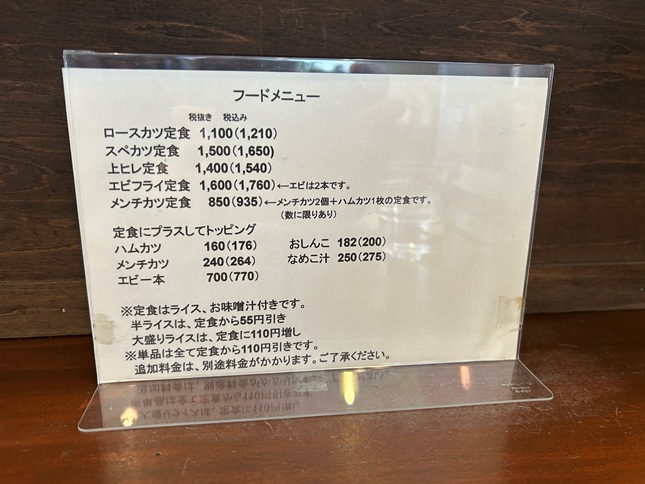 フードメニュー
税抜き 税込み
ロースカツ定食 1,100(1,210)
スペカツ定食 1,500(1,650)
上ヒレ定食 1,400(1,540)
エビフライ定食 1,600(1,760)←エビは2本です。
メンチカツ定食 850(935)←メンチカツ2個+ハムカツ1枚の定食です。
(数に限りあり)
定食にプラスしてトッピング
ハムカツ 160(176) おしんこ 182(200)
メンチカツ 240(264) なめこ汁 250(275)
エビ一本 700(770)
※定食はライス、お味噌汁付きです。
半ライスは、定食から55円引き
大盛りライスは、定食に110円増し
※単品は全て定食から110円引きです。
追加料金は、別途料金がかかります。ご了承ください。